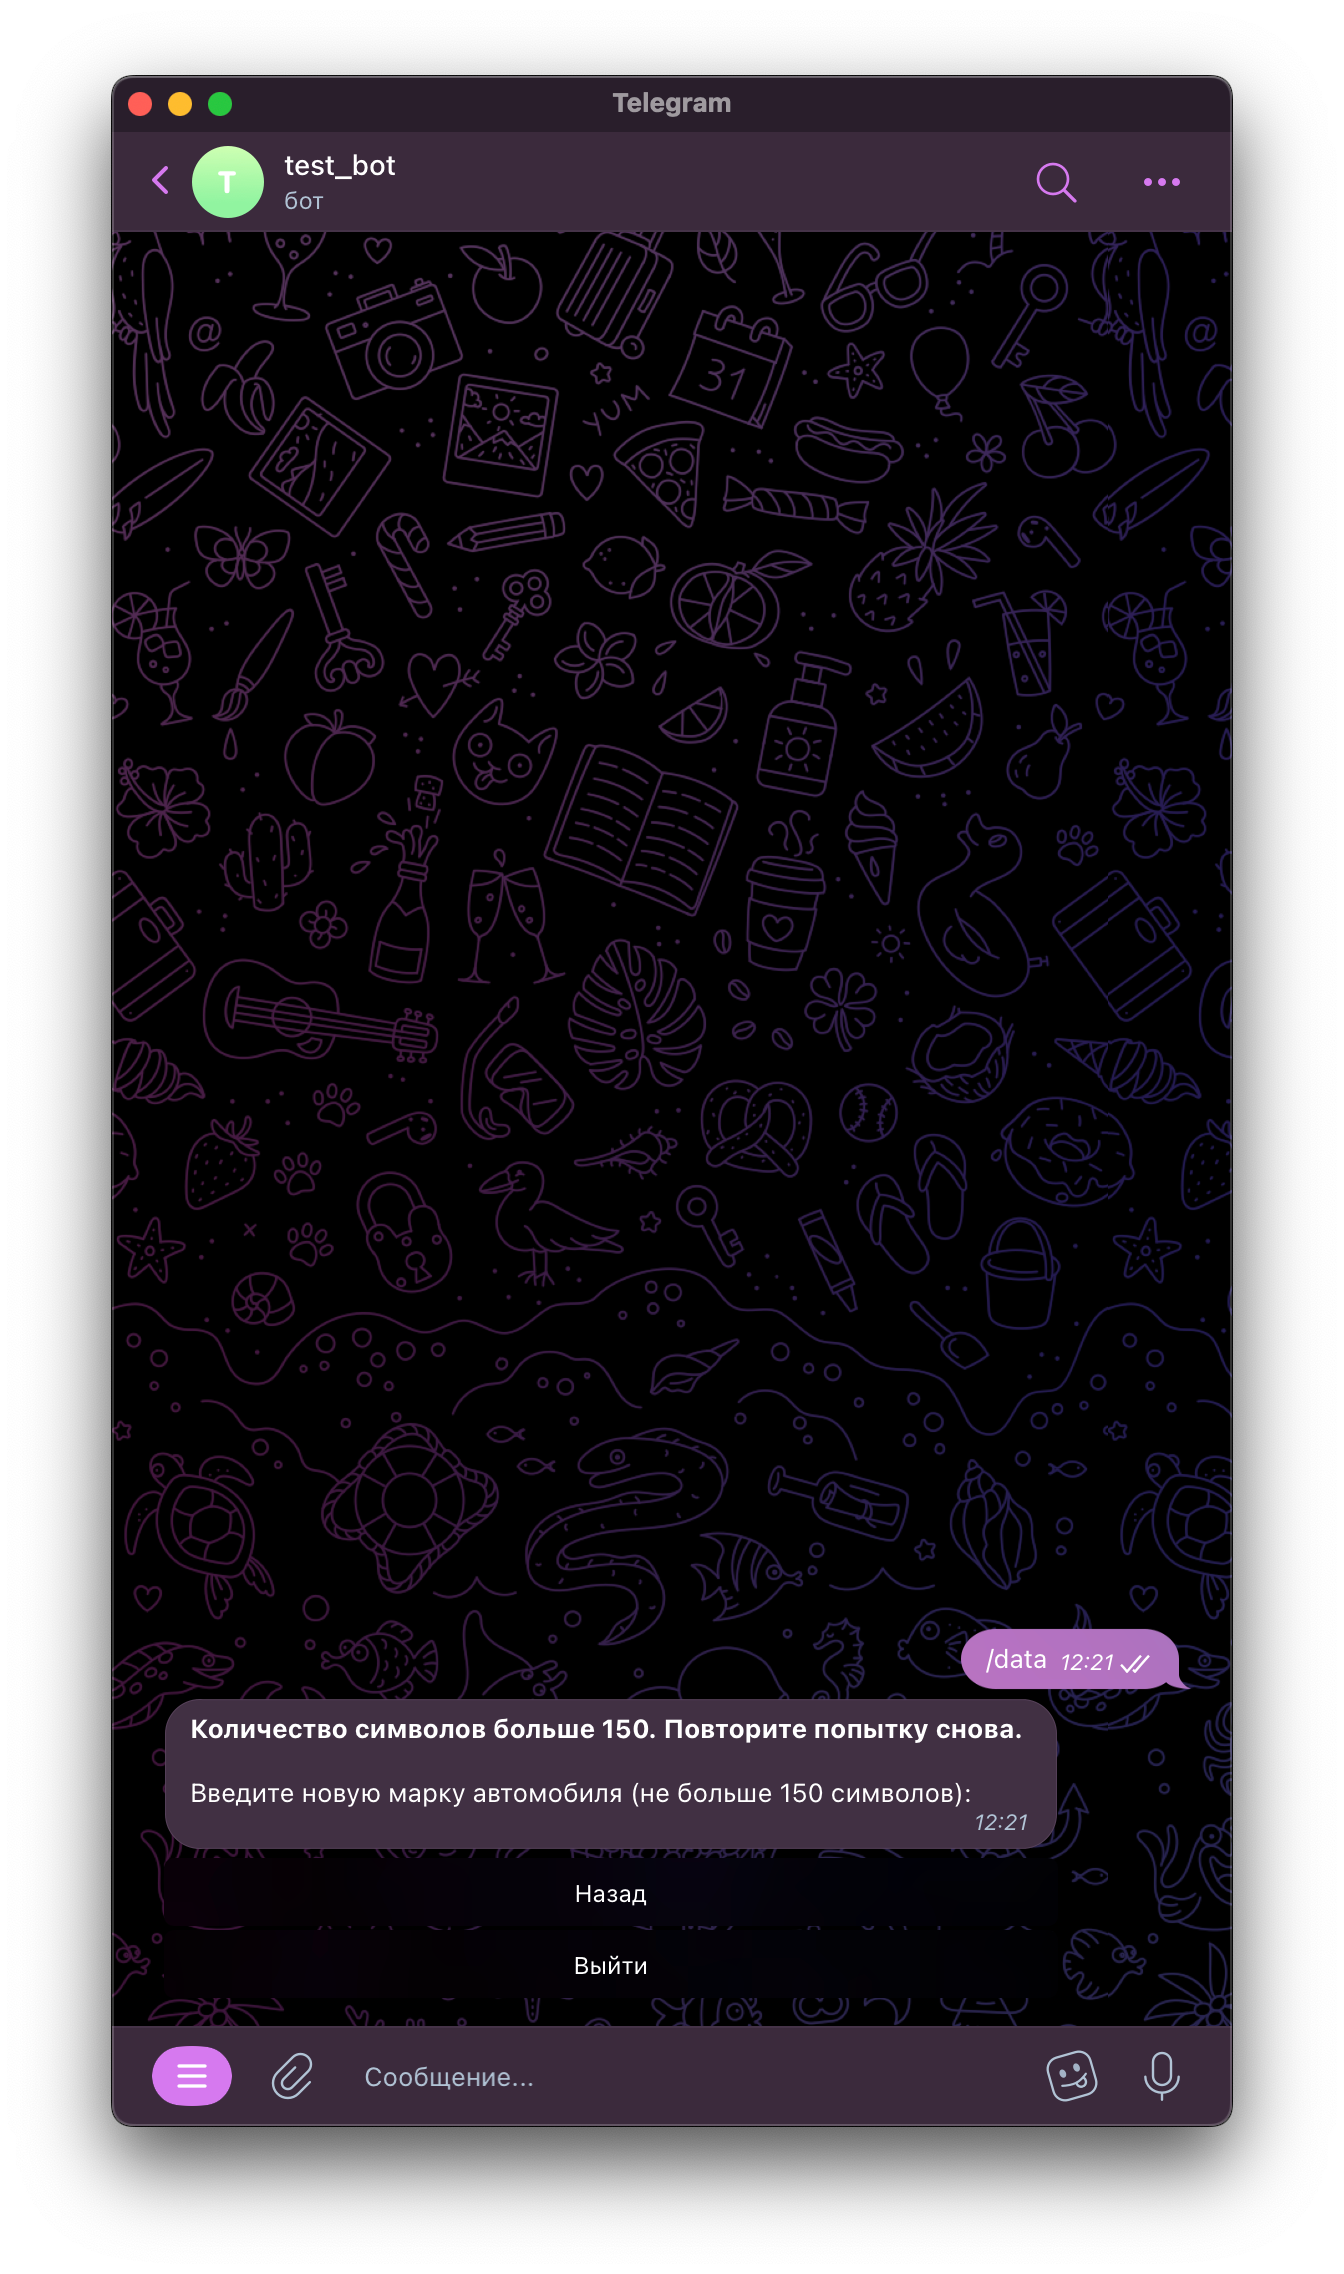 Telegram
T
test_bot
бот
@
@
31
YUM
/data 12:21
Количество символов больше 150. Повторите попытку снова.
Введите новую марку автомобиля (не больше 150 символов):
12:21
Назад
Выйти
Сообщение...